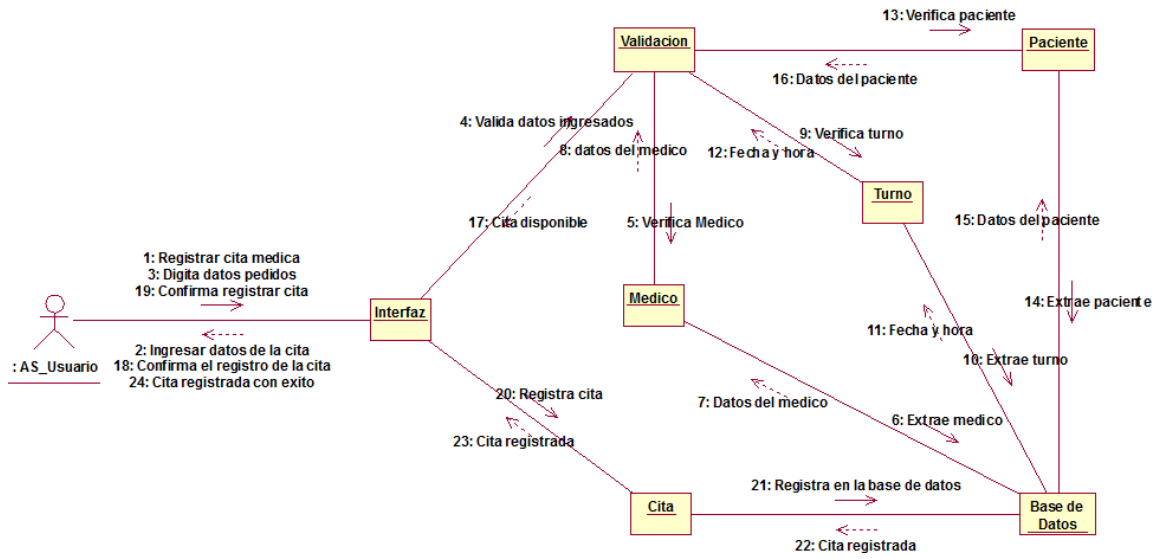 13: Verifica paciente
Validacion
Paciente
16: Datos del paciente
4: Valida datos ingresados
9: Verifica turno
8: datos del medico
12: Fecha y hora
Turno
17: Cita disponible
5: Verifica Medico
15: Datos del paciente
1: Registrar cita medica
3: Digita datos pedidos
19: Confirma registrar cita
Interfaz
Medico
14: Extrae paciente
11: Fecha y hora
2: Ingresar datos de la cita
: AS_Usuario
18: Confirma el registro de la cita
10: Extrae turno
24: Cita registrada con exito
20: Registra cita
7: Datos del medico
6: Extrae medico
23: Cita registrada
21: Registra en la base de datos
Cita
Base de
Datos
22: Cita registrada